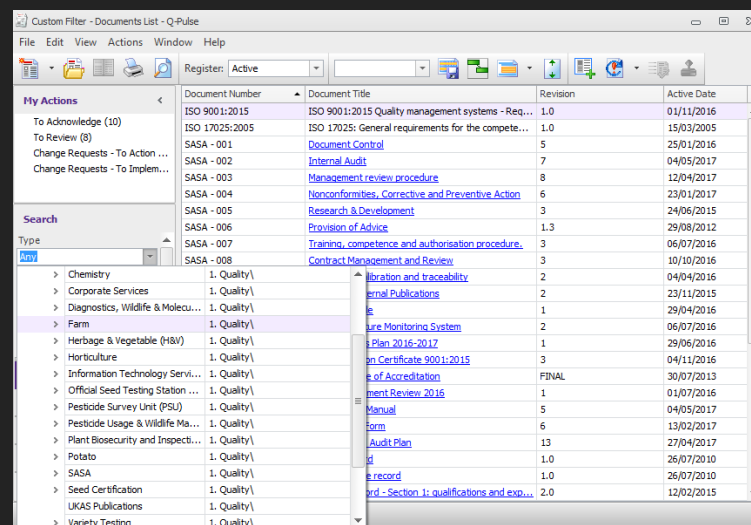 Custom Filter - Documents List - Q-Pulse
File Edit View Actions Window Help
Register: Active
My Actions
To Acknowledge (10)
To Review (8)
Change Requests - To Action ...
Change Requests - To Implem...
Search
Type
Any
Chemistry 1. Quality\
Corporate Services 1. Quality\
Diagnostics, Wildlife & Molecu... 1. Quality\
Farm 1. Quality\
Herbage & Vegetable (H&V) 1. Quality\
Horticulture 1. Quality\
Information Technology Servi... 1. Quality\
Official Seed Testing Station ... 1. Quality\
Pesticide Survey Unit (PSU) 1. Quality\
Pesticide Usage & Wildlife Ma... 1. Quality\
Plant Biosecurity and Inspecti... 1. Quality\
Potato 1. Quality\
SASA 1. Quality\
Seed Certification 1. Quality\
UKAS Publications 1. Quality\
Variety Testing 1. Quality\
Document Number Document Title Revision Active Date
ISO 9001:2015 ISO 9001:2015 Quality management systems - Req... 1.0 01/11/2016
ISO 17025:2005 ISO 17025: General requirements for the compete... 1.0 15/03/2005
SASA - 001 Document Control 5 25/01/2016
SASA - 002 Internal Audit 7 04/05/2017
SASA - 003 Management review procedure 8 12/04/2017
SASA - 004 Nonconformities, Corrective and Preventive Action 6 23/01/2017
SASA - 005 Research & Development 3 24/06/2015
SASA - 006 Provision of Advice 1.3 29/08/2012
SASA - 007 Training, competence and authorisation procedure. 3 06/07/2016
SASA - 008 Contract Management and Review 3 10/10/2016
libration and traceability 2 04/04/2016
ernal Publications 2 23/11/2015
le 1 29/04/2016
ure Monitoring System 2 06/07/2016
s Plan 2016-2017 1 29/06/2016
on Certificate 9001:2015 3 04/11/2016
e of Accreditation FINAL 30/07/2013
ment Review 2016 1 01/07/2016
Manual 5 04/05/2017
Form 6 13/02/2017
Audit Plan 13 27/04/2017
rd 1.0 26/07/2010
e record 1.0 26/07/2010
ord - Section 1: qualifications and exp... 2.0 12/02/2015